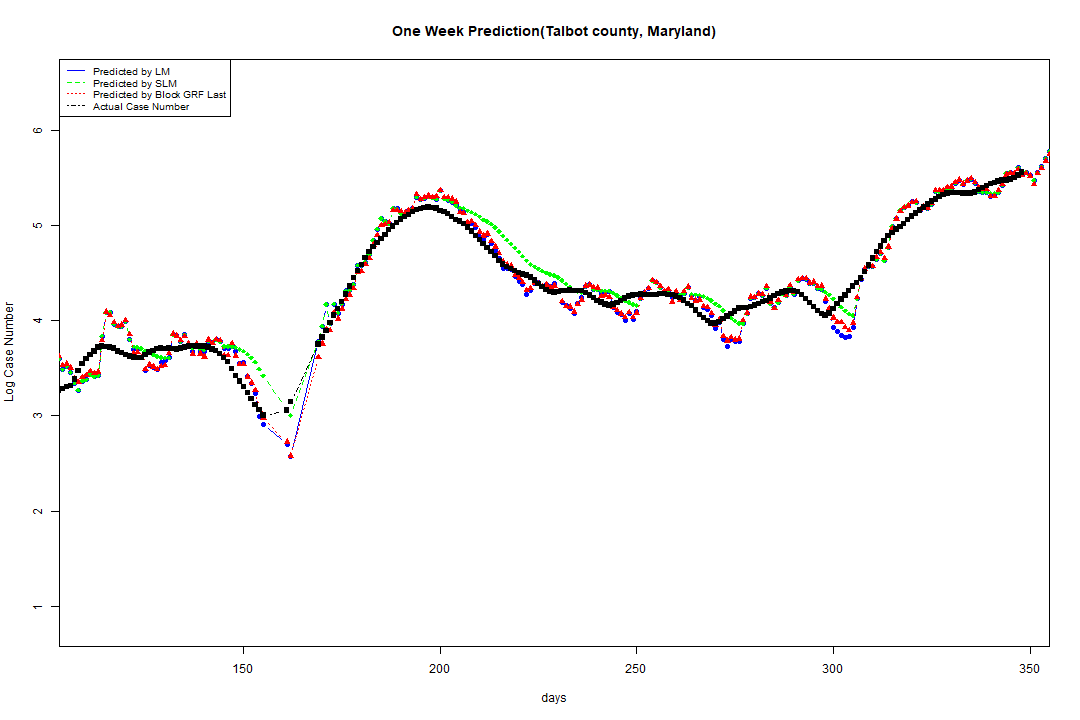 One Week Prediction(Talbot county, Maryland)
Predicted by LM
Predicted by SLM
Predicted by Block GRF Last
Actual Case Number
6
5
4
3
2
1
Log Case Number
150
200
250
300
350
days